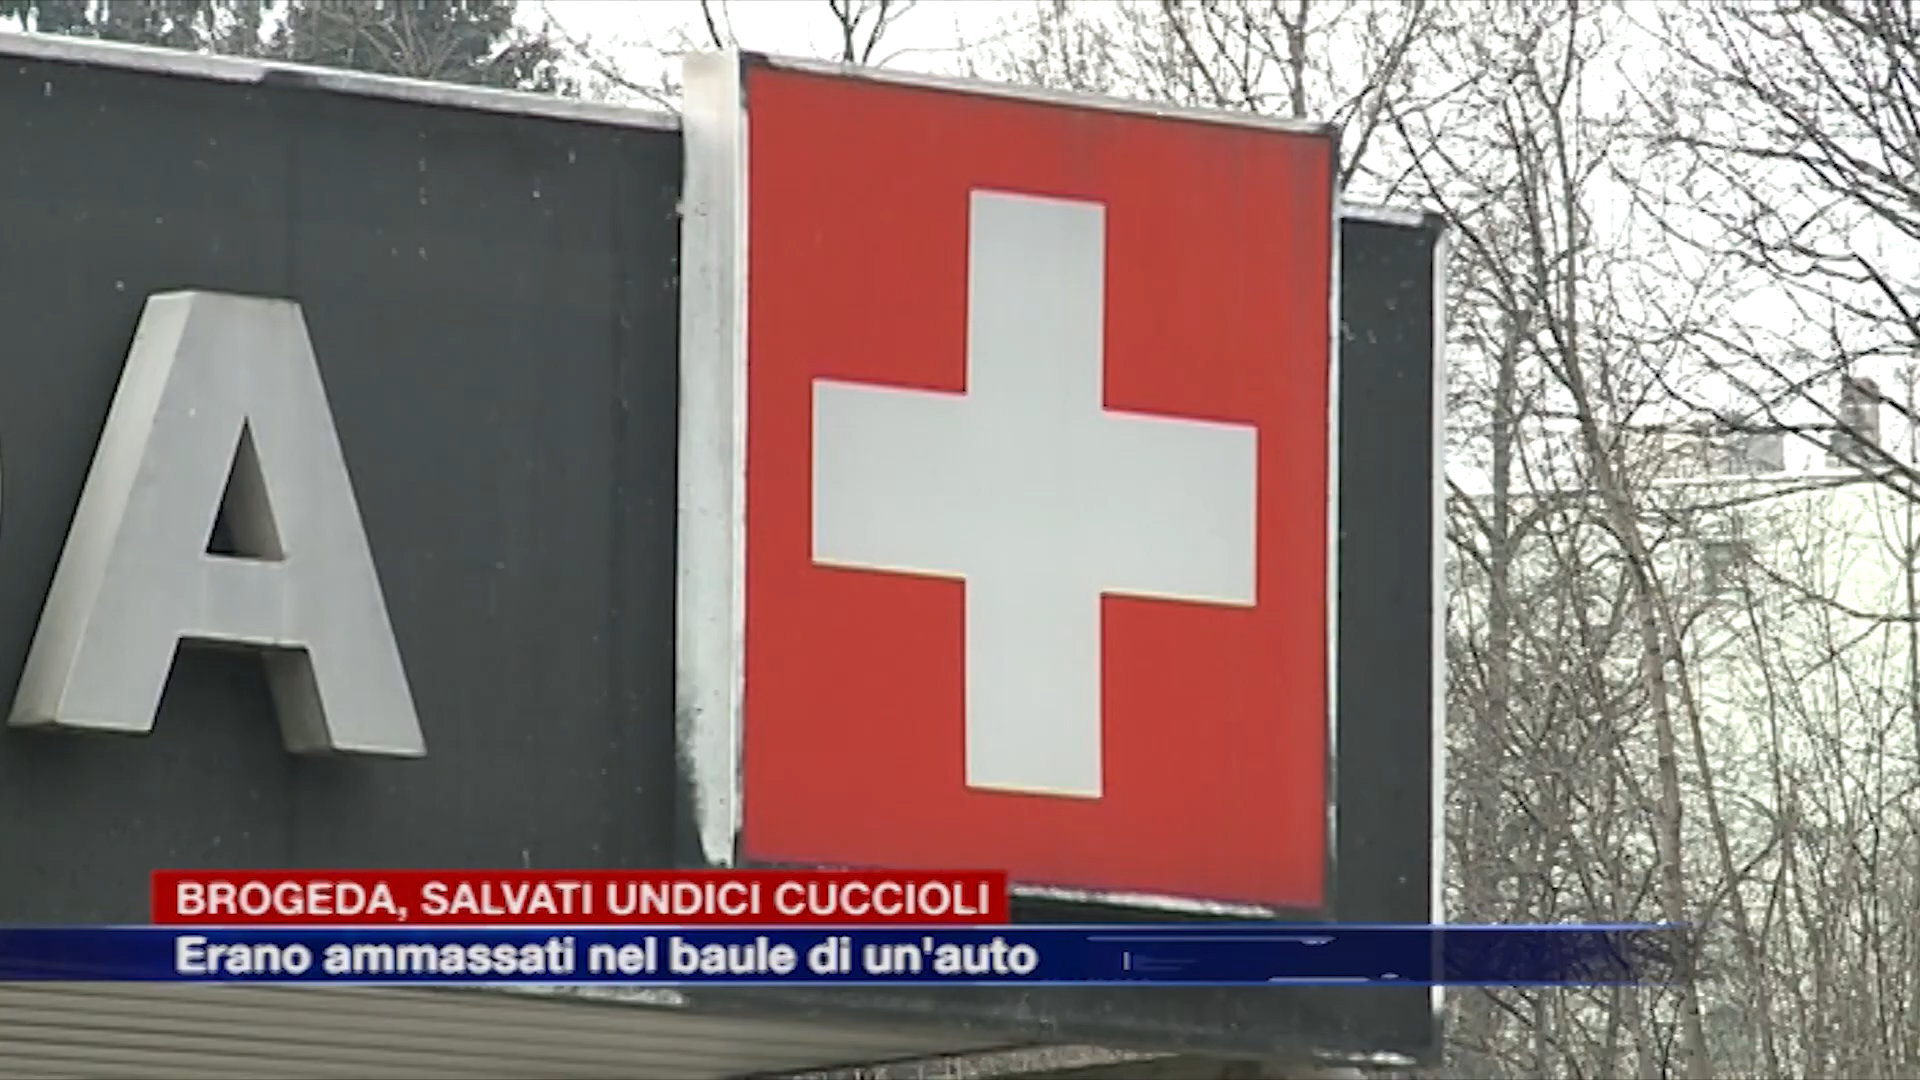 A
BROGEDA, SALVATI UNDICI CUCCIOLI
Erano ammassati nel baule di un'auto